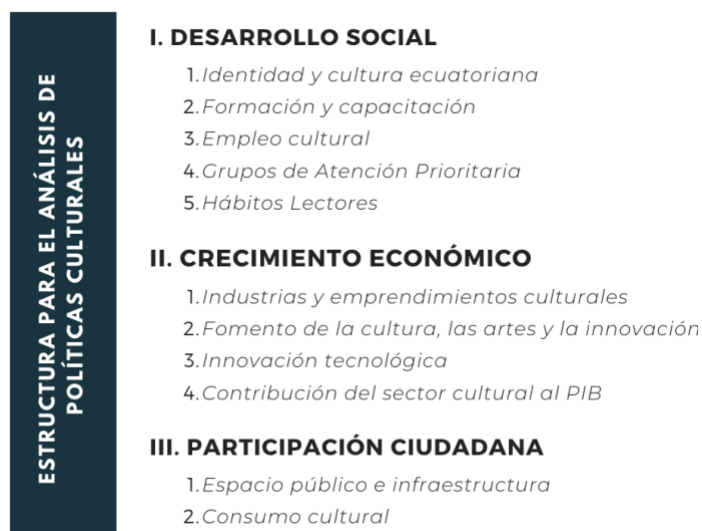 ESTRUCTURA PARA EL ANÁLISIS DE
POLÍTICAS CULTURALES
I. DESARROLLO SOCIAL
1. Identidad y cultura ecuatoriana
2. Formación y capacitación
3. Empleo cultural
4. Grupos de Atención Prioritaria
5. Hábitos Lectores
II. CRECIMIENTO ECONÓMICO
1. Industrias y emprendimientos culturales
2. Fomento de la cultura, las artes y la innovación
3. Innovación tecnológica
4. Contribución del sector cultural al PIB
III. PARTICIPACIÓN CIUDADANA
1. Espacio público e infraestructura
2. Consumo cultural